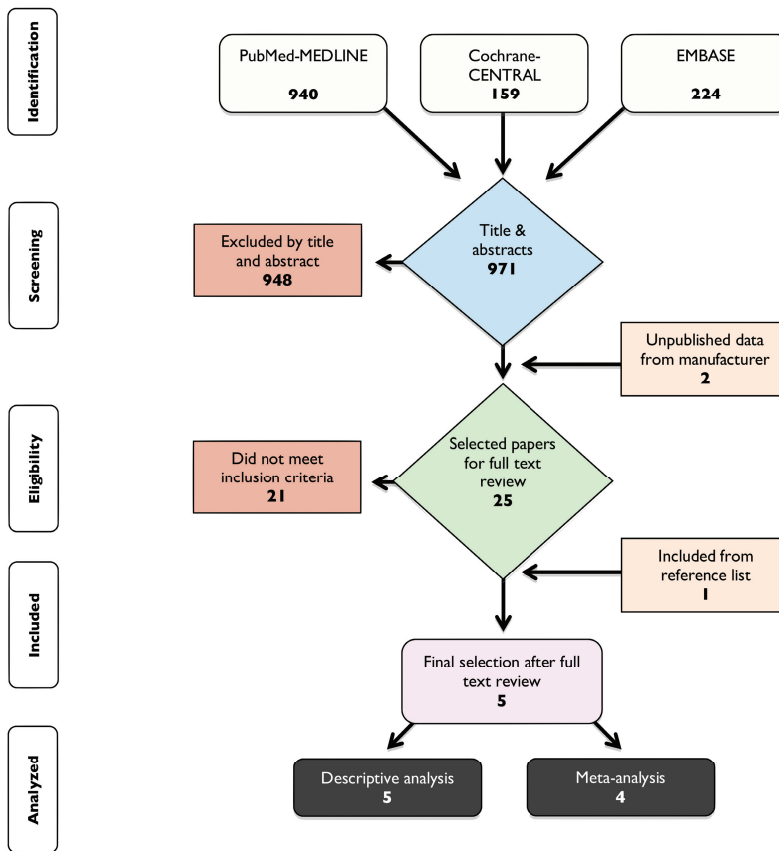 Identification
PubMed-MEDLINE
940
Cochrane-
CENTRAL
159
EMBASE
224
Screening
Excluded by title
and abstract
948
Title &
abstracts
971
Unpublished data
from manufacturer
2
Eligibility
Did not meet
inclusion criteria
21
Selected papers
for full text
review
25
Included from
reference list
1
Included
Final selection after full
text review
5
Analyzed
Descriptive analysis
5
Meta-analysis
4